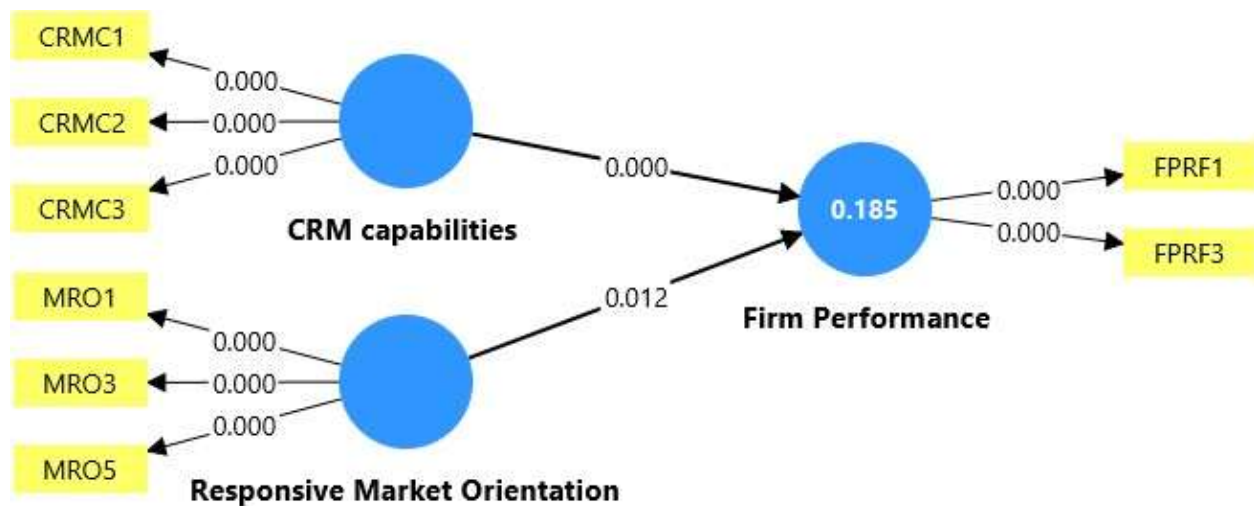 CRMC1
0.000
CRMC2
0.000
CRMC3
0.000
CRM capabilities
0.000
MRO1
0.000
MRO3
0.000
MRO5
0.000
Responsive Market Orientation
0.012
0.185
Firm Performance
0.000
FPRF1
0.000
FPRF3